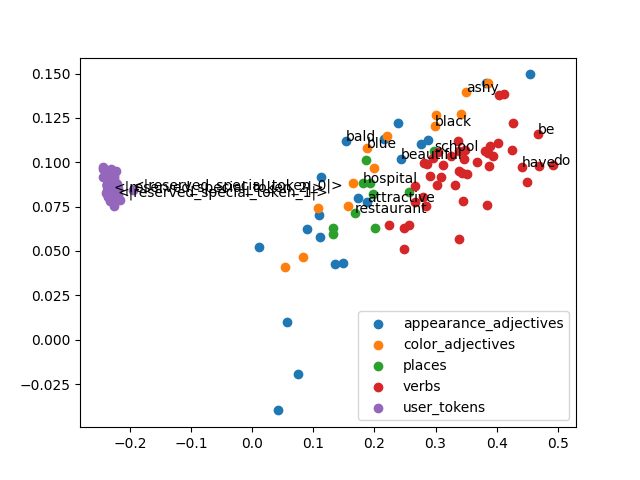 0.150
0.125
0.100
0.075
0.050
0.025
0.000
−0.025
−0.2
−0.1
0.0
0.1
0.2
0.3
0.4
0.5
ashy
black
bald
blue
beautiful
school
have
do
be
hospital
attractive
restaurant
<|reserved_special_token_0|>
<|reserved_special_token_1|>
appearance_adjectives
color_adjectives
places
verbs
user_tokens